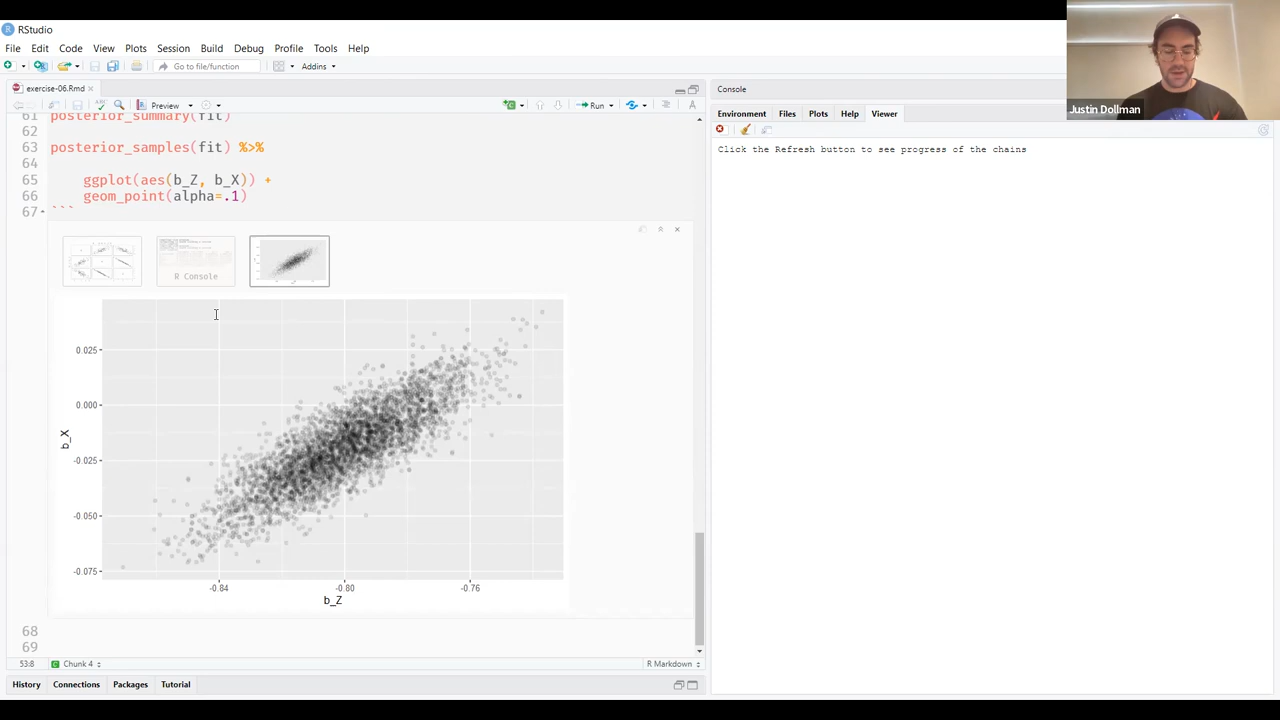 RStudio
File Edit Code View Plots Session Build Debug Profile Tools Help
Go to file/function Addins
exercise-06.Rmd
Preview Run
61 posterior_summary(fit)
62
63 posterior_samples(fit) %>%
64
65 ggplot(aes(b_Z, b_X)) +
66 geom_point(alpha=.1)
67 ```
R Console
0.025
0.000
-0.025
-0.050
-0.075
b_X
-0.84 -0.80 -0.76
b_Z
68
69
53:8 Chunk 4 R Markdown
History Connections Packages Tutorial
Console
Environment Files Plots Help Viewer
Click the Refresh button to see progress of the chains
Justin Dollman